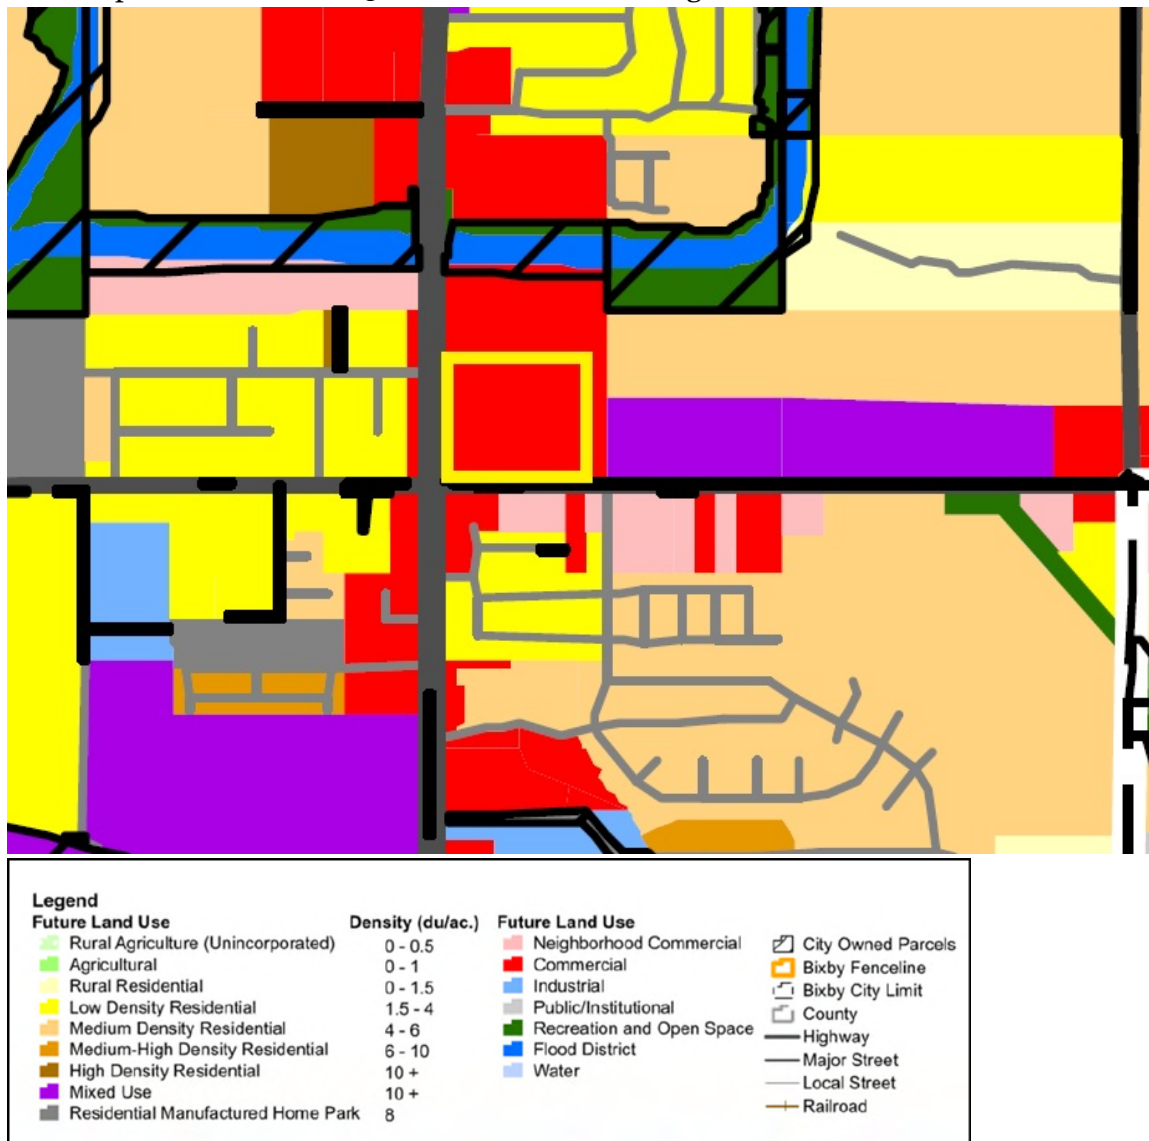 Legend
Future Land Use Density (du/ac.)
Rural Agriculture (Unincorporated) 0 - 0.5
Agricultural 0 - 1
Rural Residential 0 - 1.5
Low Density Residential 1.5 - 4
Medium Density Residential 4 - 6
Medium-High Density Residential 6 - 10
High Density Residential 10 +
Mixed Use 10 +
Residential Manufactured Home Park 8
Future Land Use
Neighborhood Commercial
Commercial
Industrial
Public/Institutional
Recreation and Open Space
Flood District
Water
City Owned Parcels
Bixby Fenceline
Bixby City Limit
County
Highway
Major Street
Local Street
Railroad